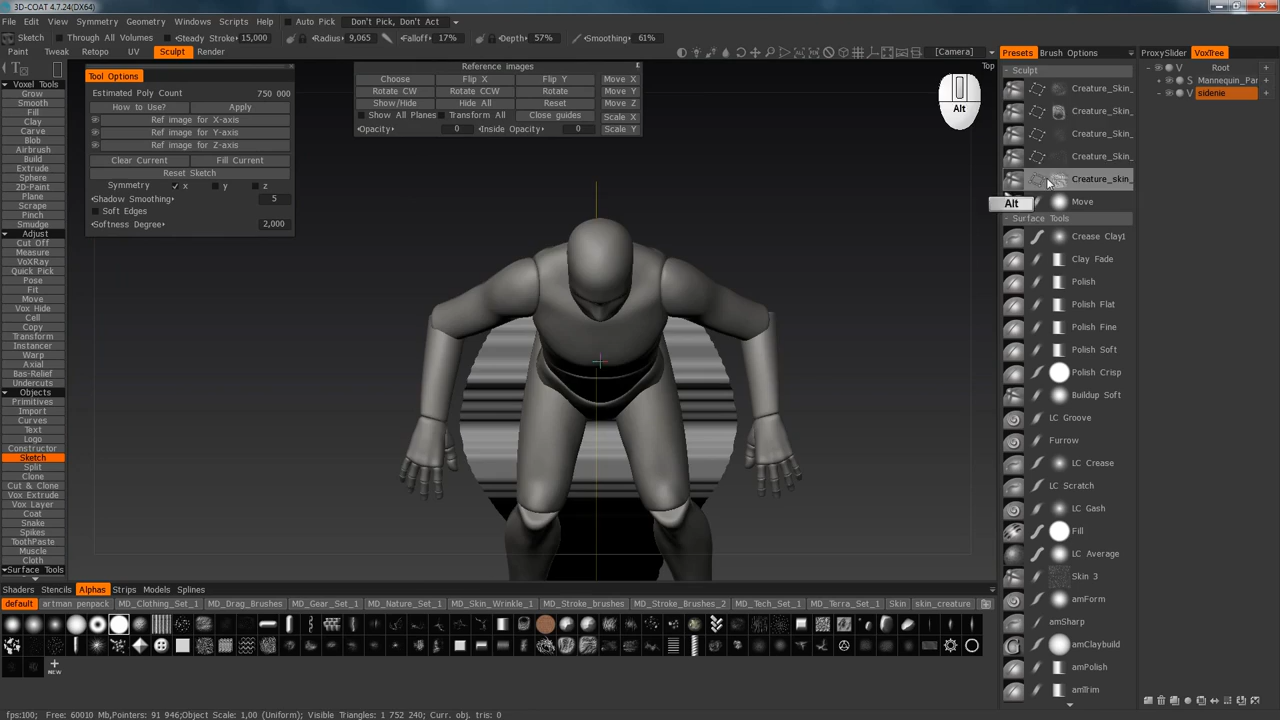 3D-COAT 4.7.24(DX64)
File Edit View Symmetry Geometry Windows Scripts Help Auto Pick Don't Pick, Don't Act
Sketch Through All Volumes Steady Stroke 15,000 Radius 9,065 Falloff 17% Depth 57% Smoothing 61%
Paint Tweak Retopo UV Sculpt Render [Camera]
Presets Brush Options
ProxySlider VoxTree
Top
Alt
Voxel Tools
Grow
Smooth
Fill
Clay
Carve
Blob
Airbrush
Build
Extrude
Sphere
2D-Paint
Plane
Scrape
Pinch
Smudge
Adjust
Cut Off
Measure
VoXRay
Quick Pick
Pose
Fit
Move
Vox Hide
Cell
Copy
Transform
Instancer
Warp
Axial
Bas-Relief
Undercuts
Objects
Primitives
Import
Curves
Text
Logo
Constructor
Sketch
Split
Clone
Cut & Clone
Vox Extrude
Vox Layer
Coat
Snake
Spikes
ToothPaste
Muscle
Cloth
Surface Tools
Tool Options
Estimated Poly Count 750 000
How to Use? Apply
Ref image for X-axis
Ref image for Y-axis
Ref image for Z-axis
Clear Current Fill Current
Reset Sketch
Symmetry x y z
Shadow Smoothing 5
Soft Edges
Softness Degree 2,000
Reference images
Choose Flip X Flip Y Move X
Rotate CW Rotate CCW Rotate Move Y
Show/Hide Hide All Reset Move Z
Show All Planes Transform All Close guides Scale X
Opacity 0 Inside Opacity 0 Scale Y
Sculpt
Creature_Skin_
Creature_Skin_
Creature_Skin_
Creature_Skin_
Creature_skin_
Alt
Move
Surface Tools
Crease Clay1
Clay Fade
Polish
Polish Flat
Polish Fine
Polish Soft
Polish Crisp
Buildup Soft
LC Groove
Furrow
LC Crease
LC Scratch
LC Gash
Fill
LC Average
Skin 3
amForm
amSharp
amClaybuild
amPolish
amTrim
V Root
S Mannequin_Par
V sidenie
Shaders Stencils Alphas Strips Models Splines
default artman penpack MD_Clothing_Set_1 MD_Drag_Brushes MD_Gear_Set_1 MD_Nature_Set_1 MD_Skin_Wrinkle_1 MD_Stroke_brushes MD_Stroke_Brushes_2 MD_Tech_Set_1 MD_Terra_Set_1 Skin skin_creature
NEW
Esc: Free: 60010 Mb,Pointers: 91 946;Object Scale: 1,00 (Uniform); Visible Triangles: 1 752 240; Curr. obj. tris: 0